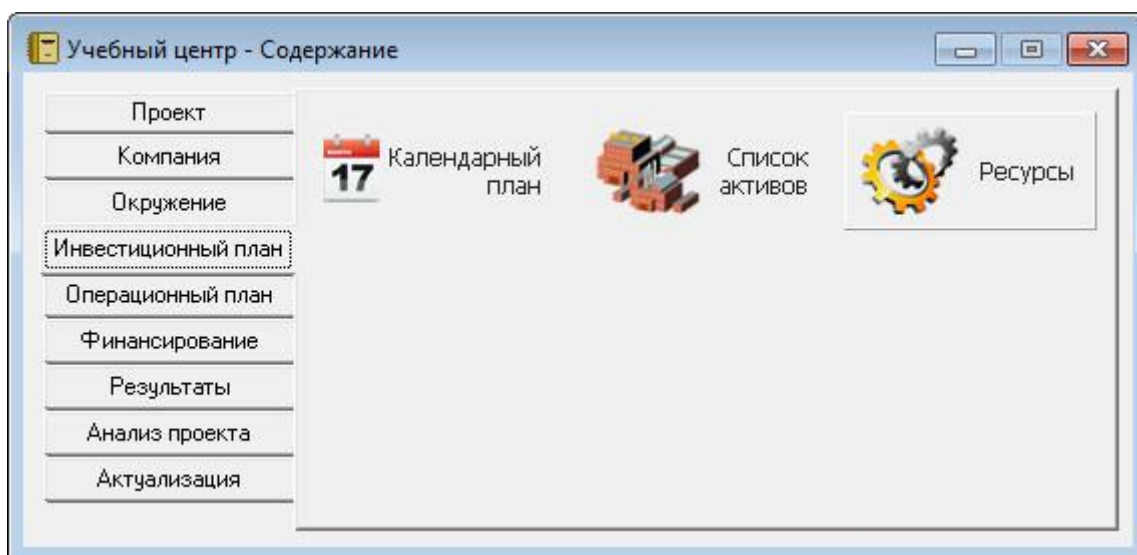 Учебный центр - Содержание
Проект
Компания
Окружение
Инвестиционный план
Операционный план
Финансирование
Результаты
Анализ проекта
Актуализация
17
Календарный
план
Список
активов
Ресурсы